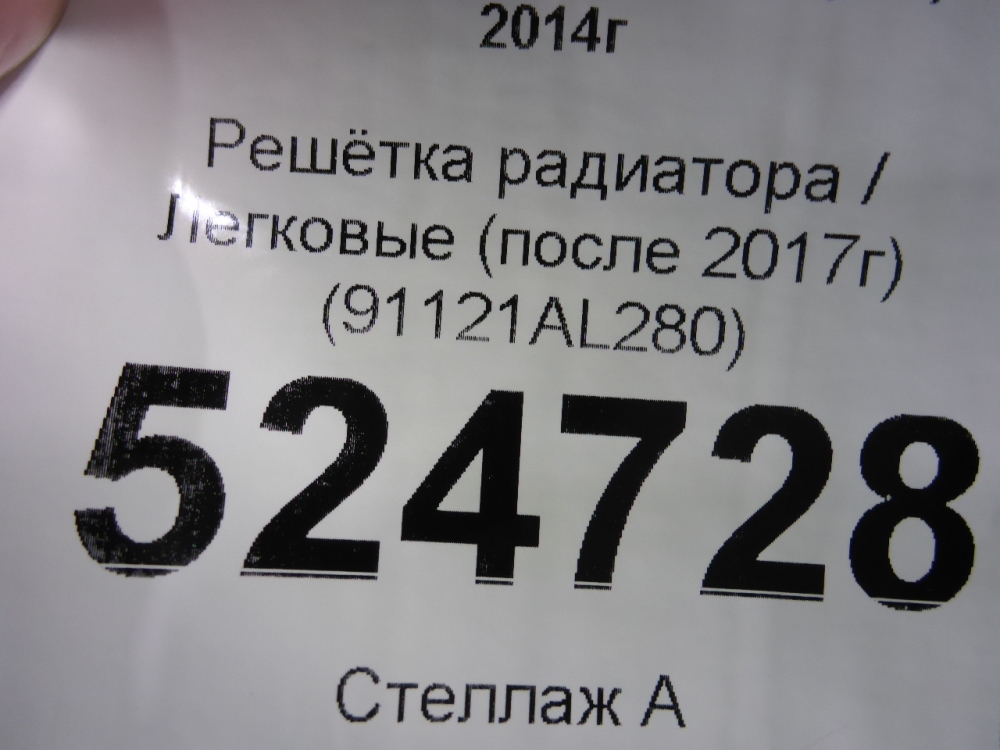 2014г
Решётка радиатора /
Легковые (после 2017г)
(91121AL280)
524728
Стеллаж А